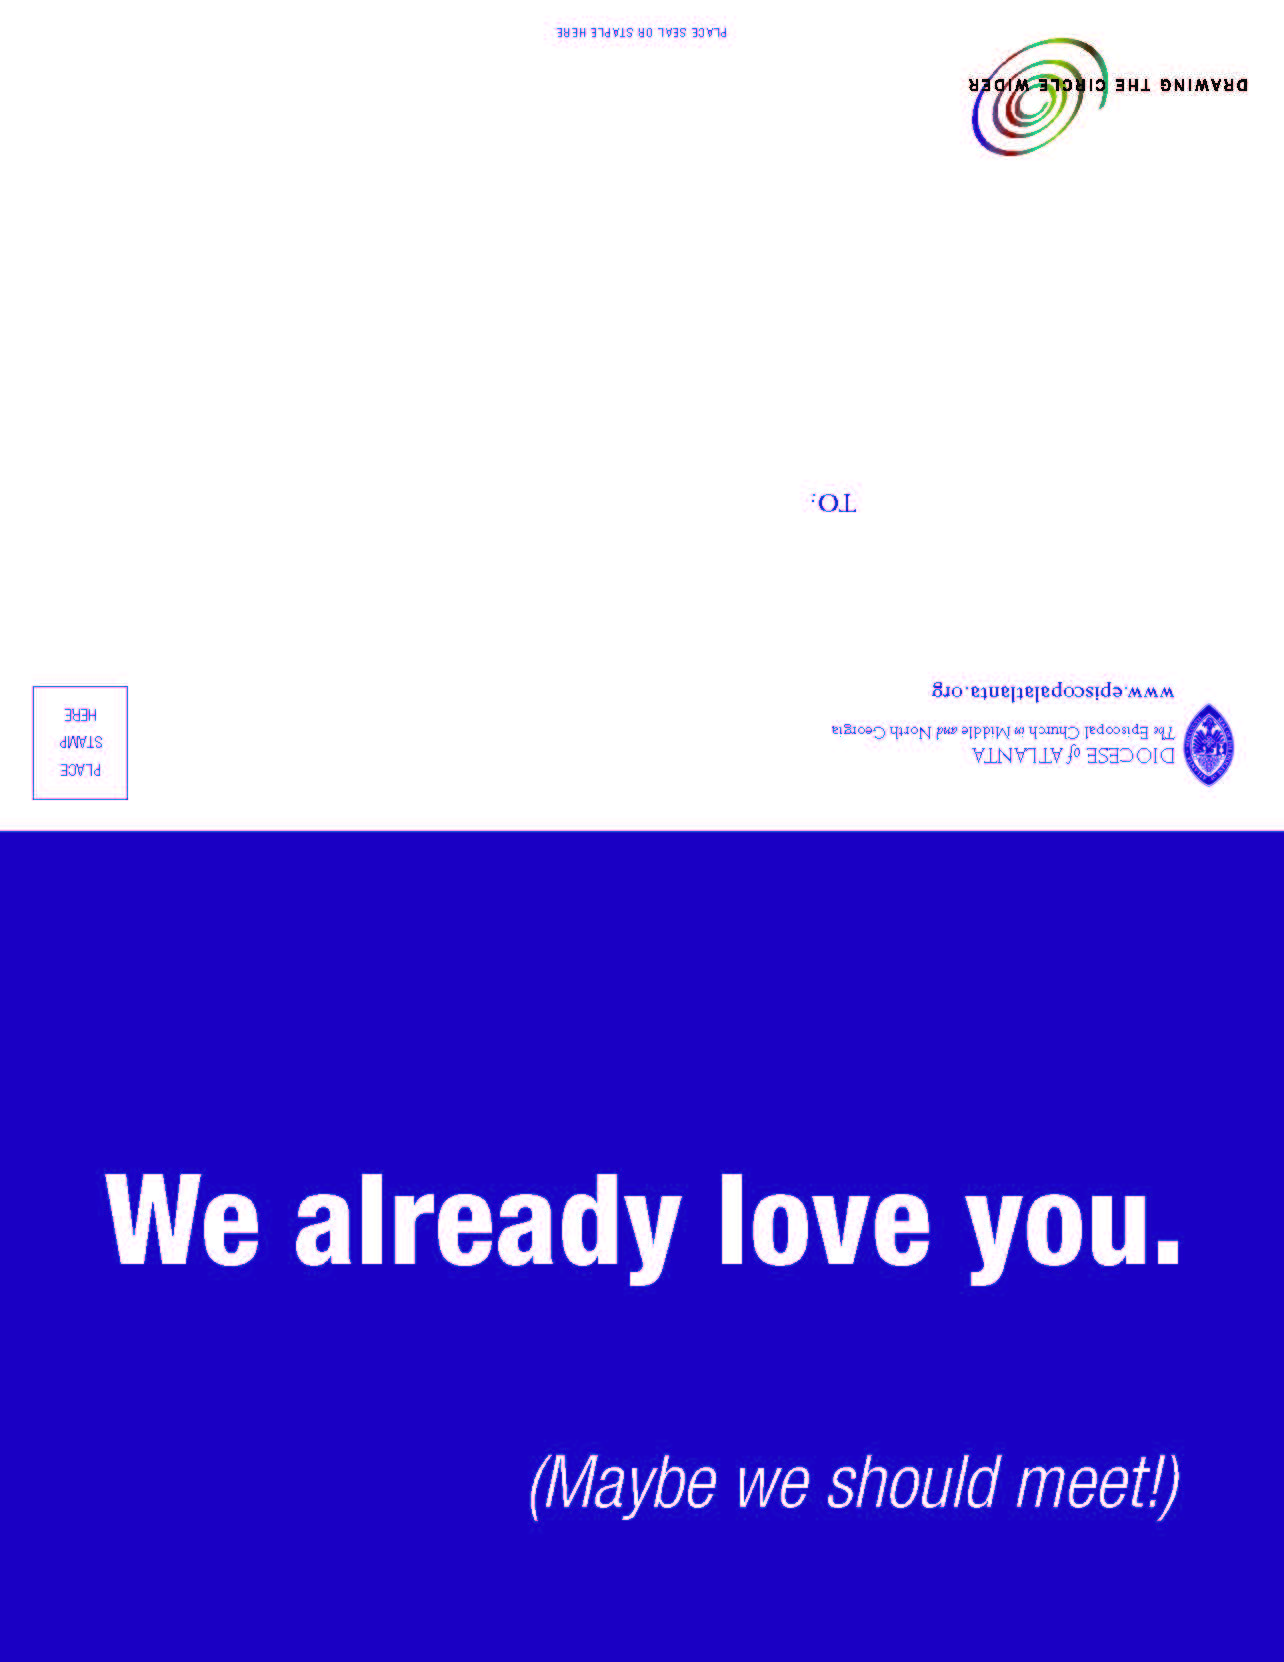 PLACE SEAL OR STAPLE HERE
DRAWING THE CIRCLE WIDER
TO:
www.episcopalatlanta.org
The Episcopal Church in Middle and North Georgia
DIOCESE of ATLANTA
PLACE
STAMP
HERE
We already love you.
(Maybe we should meet!)